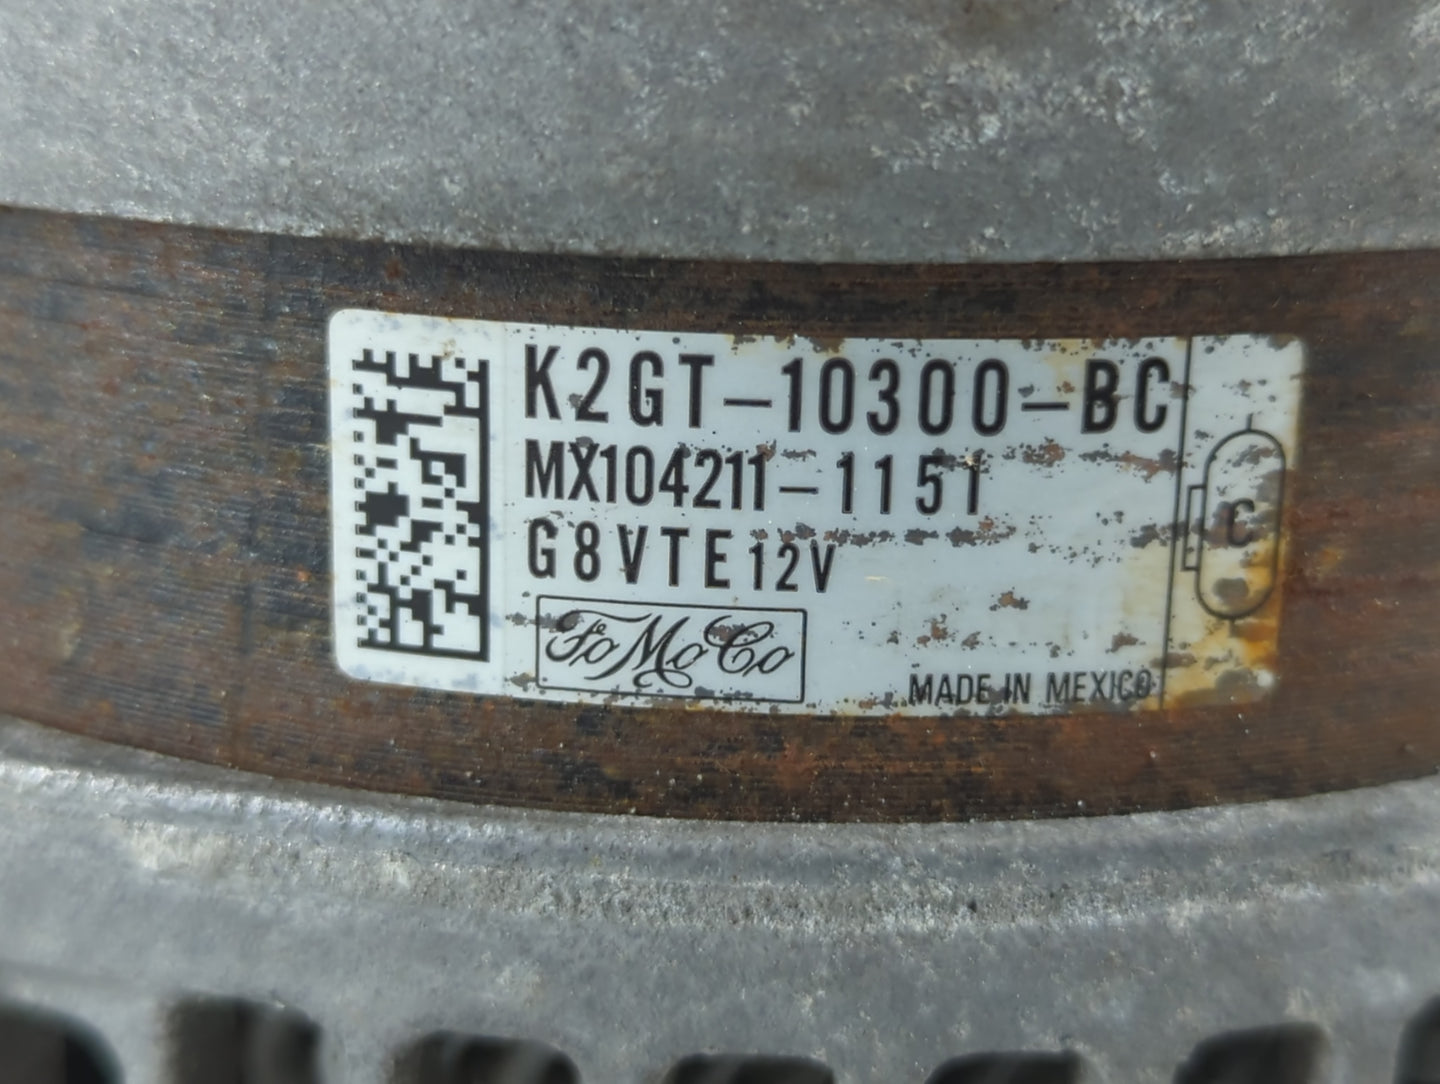 K2GT-10300-BC
MX104211-1151
G8VTE12V
FoMoCo
MADE IN MEXICO
C